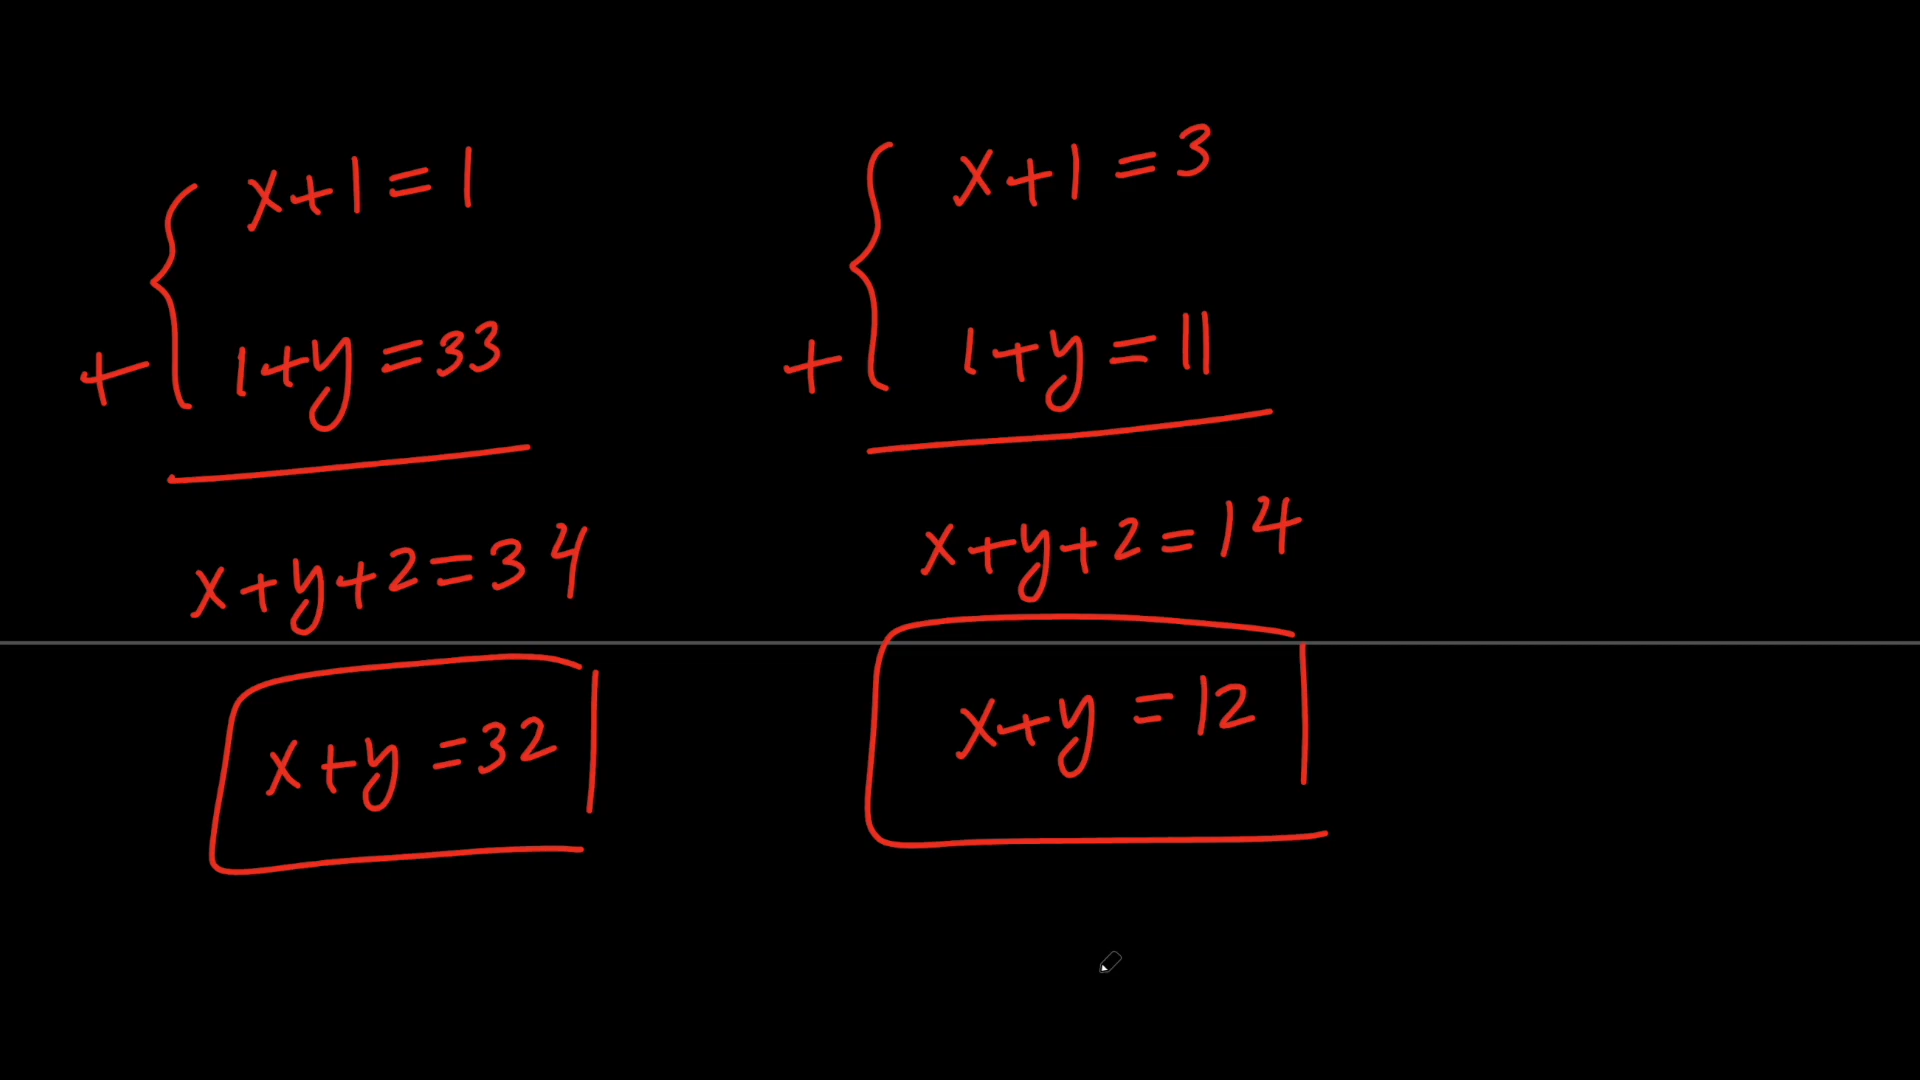 x+1=1
+
1+y=33
x+y+2=34
x+y=32
x+1=3
+
1+y=11
x+y+2=14
x+y=12